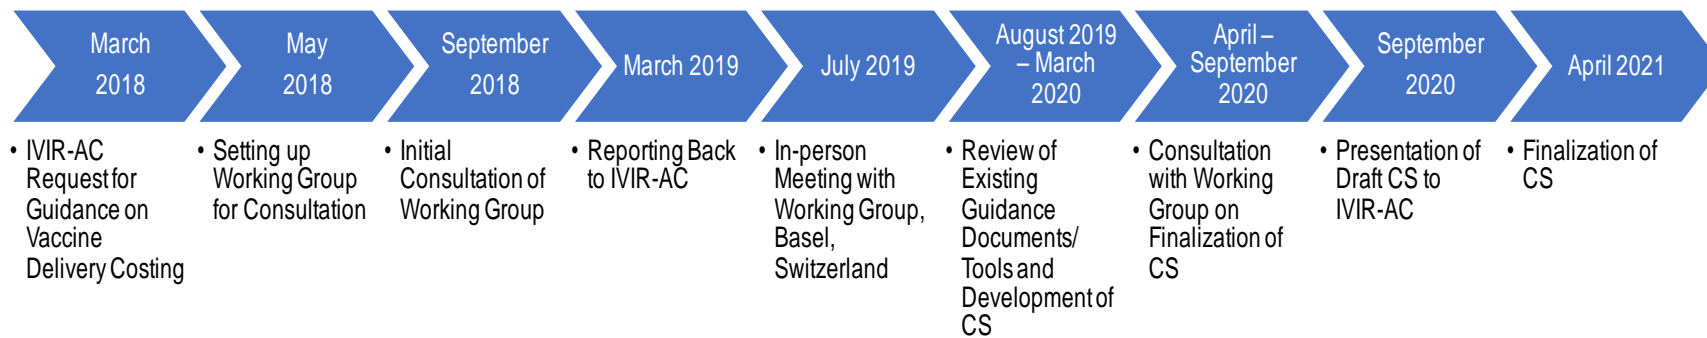 March
2018
May
2018
September
2018
March 2019
July 2019
August 2019
– March
2020
April –
September
2020
September
2020
April 2021
• IVIR-AC
Request for
Guidance on
Vaccine
Delivery Costing
• Setting up
Working Group
for Consultation
• Initial
Consultation of
Working Group
• Reporting Back
to IVIR-AC
• In-person
Meeting with
Working Group,
Basel,
Switzerland
• Review of
Existing
Guidance
Documents/
Tools and
Development of
CS
• Consultation
with Working
Group on
Finalization of
CS
• Presentation of
Draft CS to
IVIR-AC
• Finalization of
CS